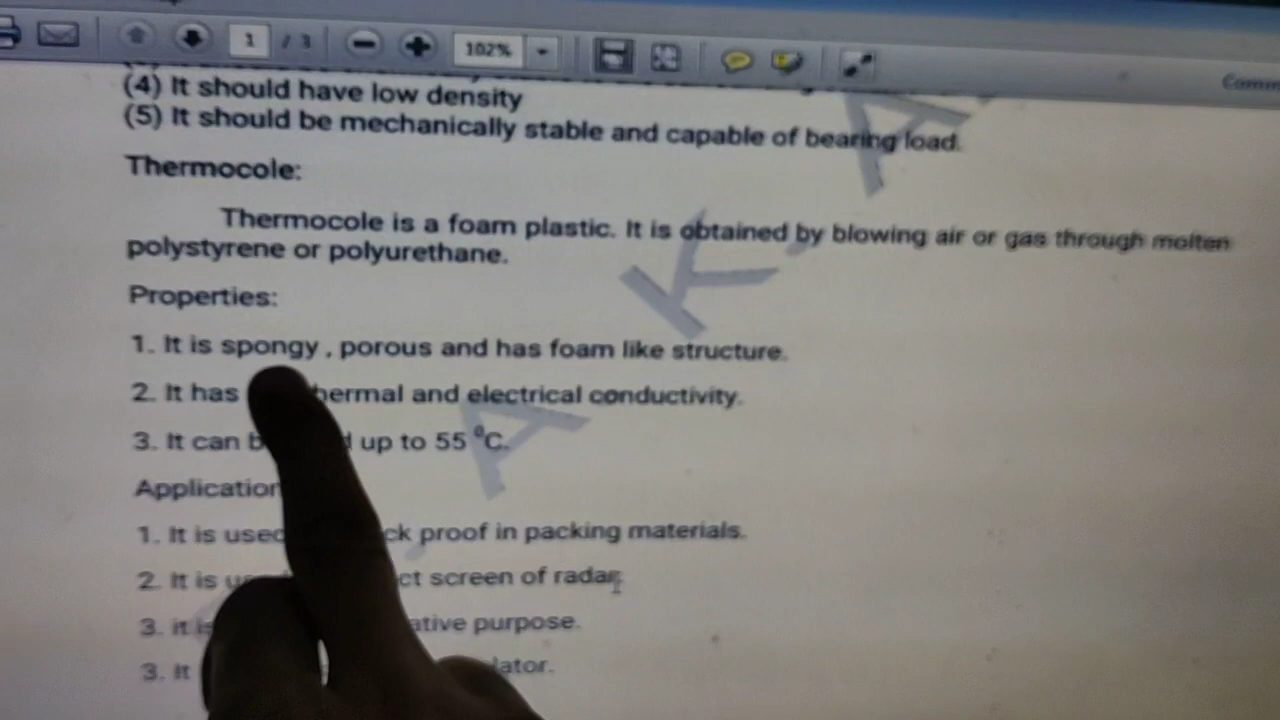 1 / 3
102%
Comm
(4) It should have low density
(5) It should be mechanically stable and capable of bearing load.
Thermocole:
Thermocole is a foam plastic. It is obtained by blowing air or gas through molten
polystyrene or polyurethane.
Properties:
1. It is spongy , porous and has foam like structure.
2. It has hermal and electrical conductivity.
3. It can b up to 55 °C.
Application
1. It is used ck proof in packing materials.
2. It is ct screen of radar
3. it is ative purpose.
3. It lator.
A K A